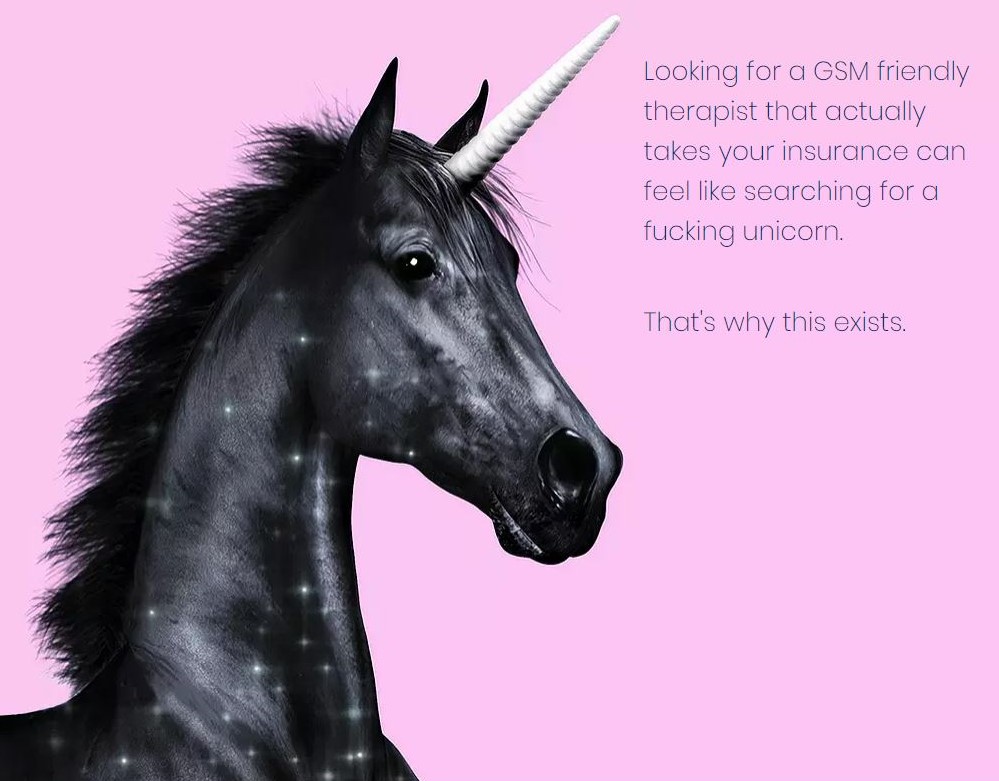 Looking for a GSM friendly
therapist that actually
takes your insurance can
feel like searching for a
fucking unicorn.
That's why this exists.